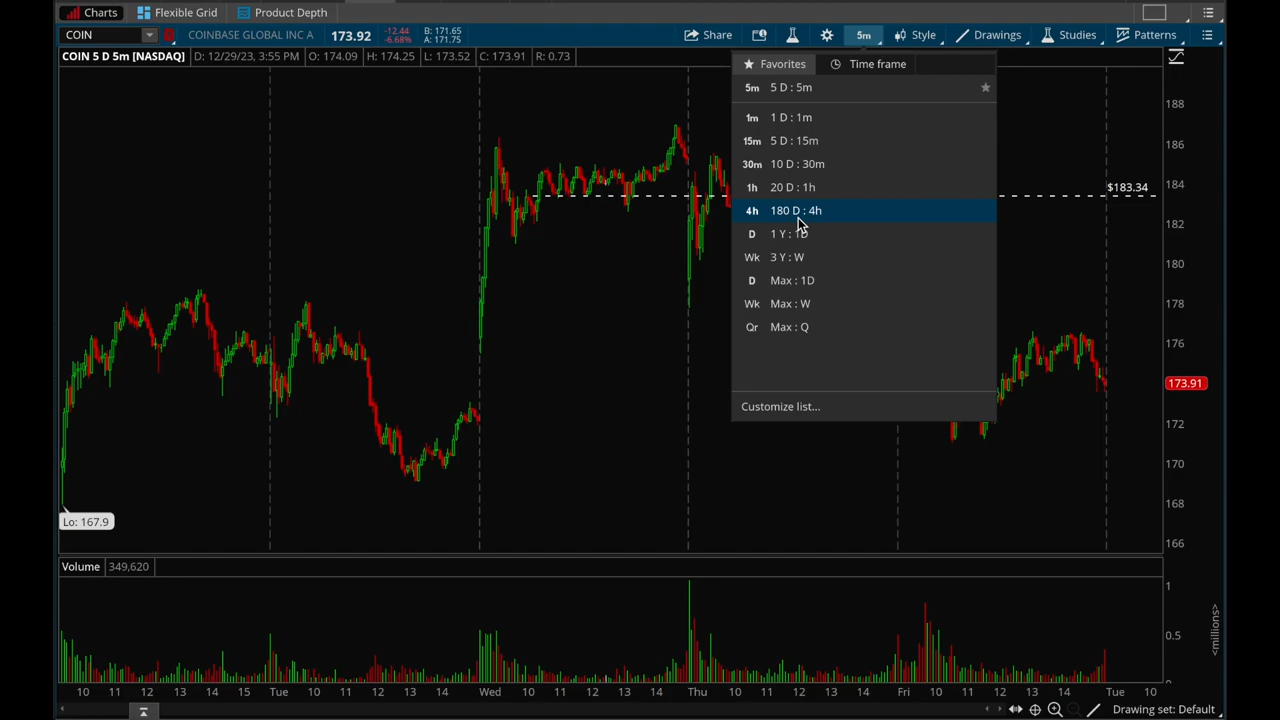 Charts Flexible Grid Product Depth
COIN COINBASE GLOBAL INC A 173.92 -12.44 -6.68% B: 171.65 A: 171.75 Share 5m Style Drawings Studies Patterns
COIN 5 D 5m [NASDAQ] D: 12/29/23, 3:55 PM O: 174.09 H: 174.25 L: 173.52 C: 173.91 R: 0.73
Favorites Time frame
5m 5 D : 5m
1m 1 D : 1m
15m 5 D : 15m
30m 10 D : 30m
1h 20 D : 1h
4h 180 D : 4h
D 1 Y : 1D
Wk 3 Y : W
D Max : 1D
Wk Max : W
Qr Max : Q
Customize list...
188
186
184
$183.34
182
180
178
176
173.91
172
170
168
166
Lo: 167.9
Volume 349,620
1
0.5
0
<millions>
10 11 12 13 14 15 Tue 10 11 12 13 14 Wed 10 11 12 13 14 Thu 10 11 12 13 14 Fri 10 11 12 13 14 Tue 10
Drawing set: Default